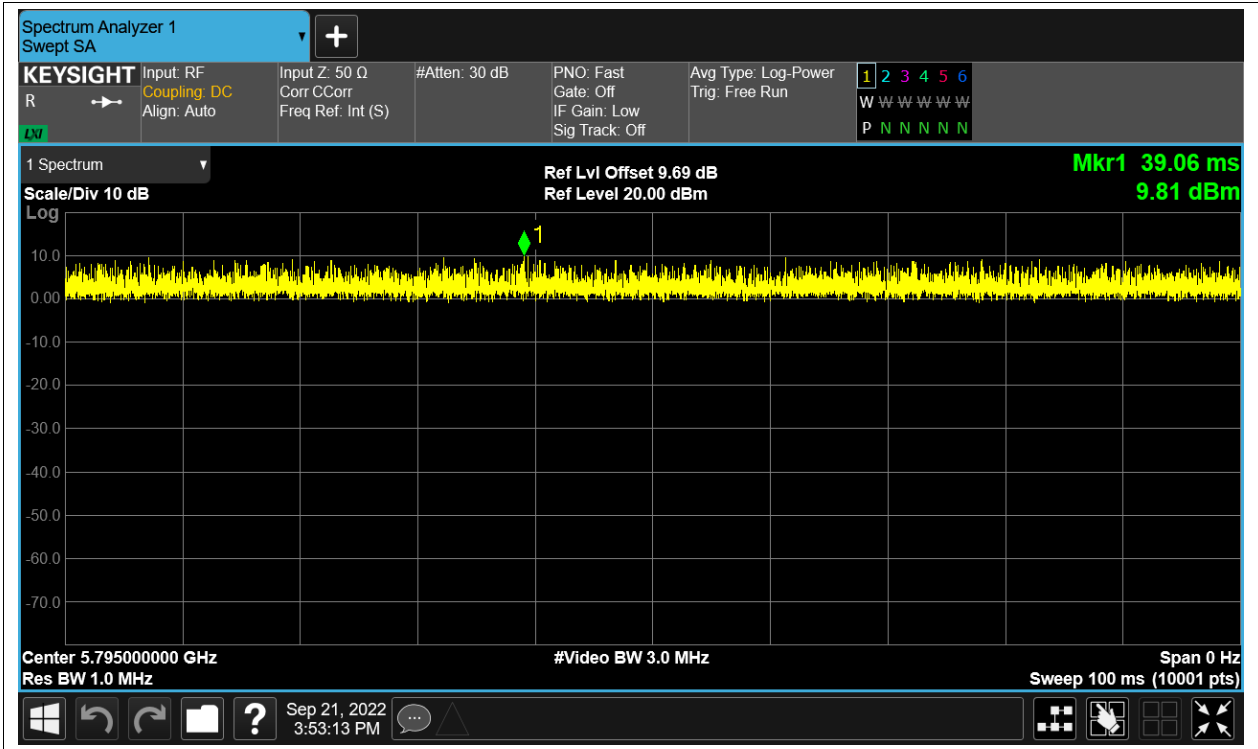 Spectrum Analyzer 1
Swept SA
KEYSIGHT
R
LXI
Input: RF
Coupling: DC
Align: Auto
Input Z: 50 Ω
Corr CCorr
Freq Ref: Int (S)
#Atten: 30 dB
PNO: Fast
Gate: Off
IF Gain: Low
Sig Track: Off
Avg Type: Log-Power
Trig: Free Run
1 2 3 4 5 6
W W W W W W
P N N N N N
1 Spectrum
Scale/Div 10 dB
Log
Ref Lvl Offset 9.69 dB
Ref Level 20.00 dBm
Mkr1 39.06 ms
9.81 dBm
1
10.0
0.00
-10.0
-20.0
-30.0
-40.0
-50.0
-60.0
-70.0
Center 5.795000000 GHz
Res BW 1.0 MHz
#Video BW 3.0 MHz
Span 0 Hz
Sweep 100 ms (10001 pts)
?
Sep 21, 2022
3:53:13 PM